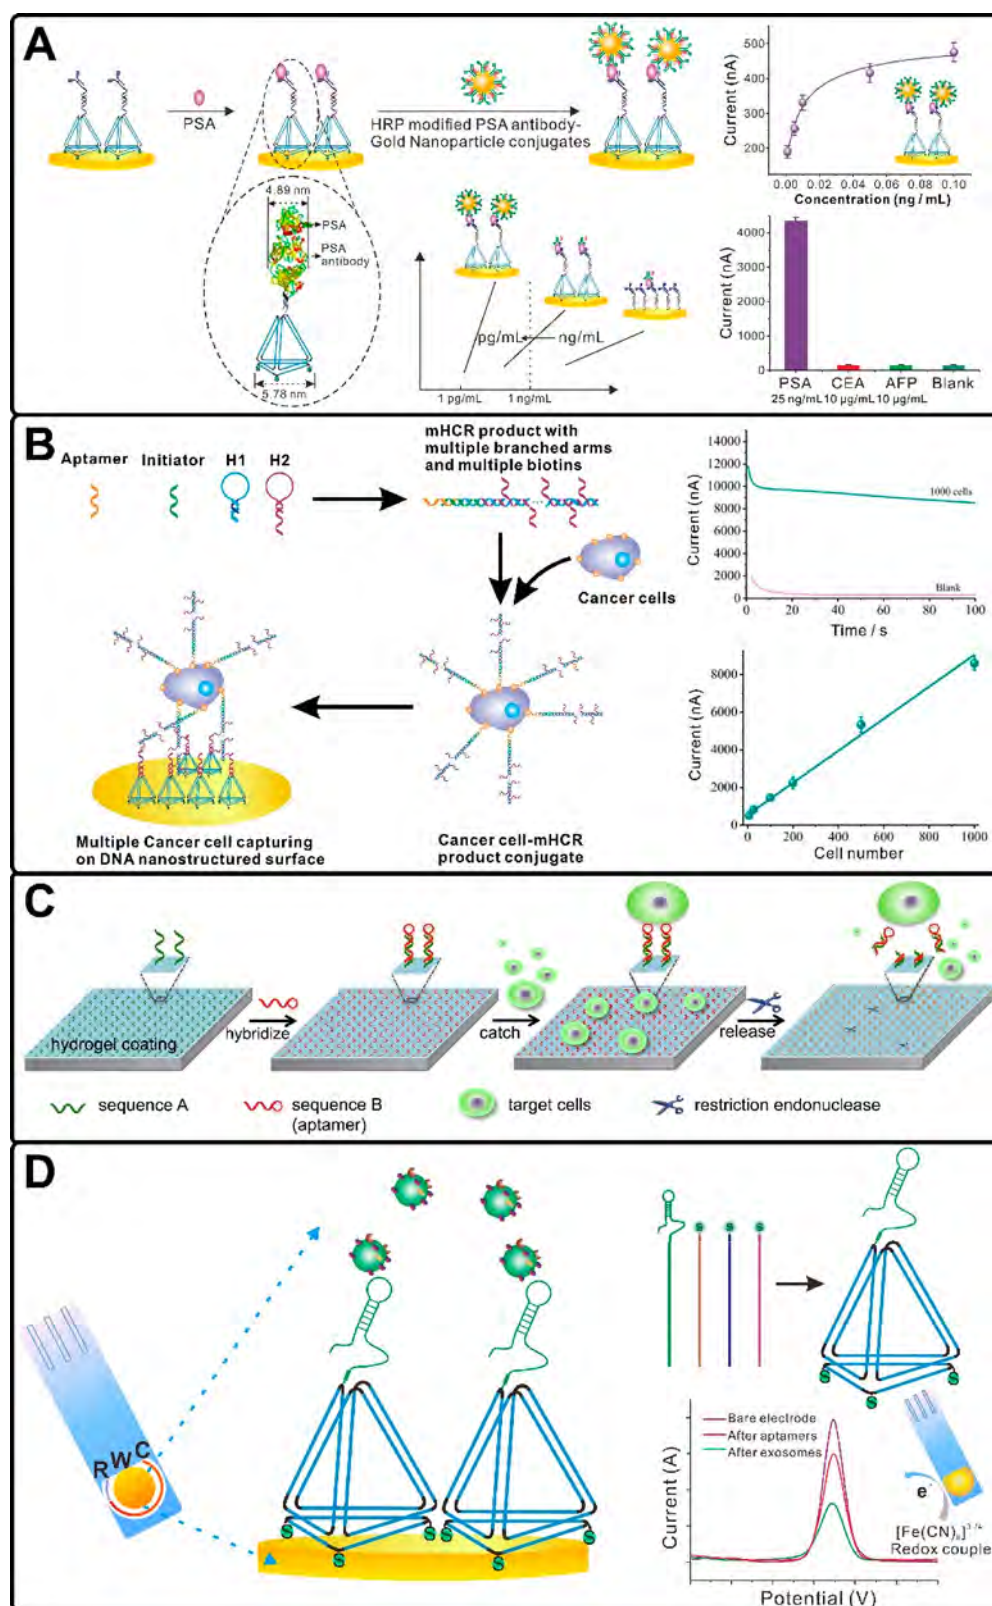 A
PSA
HRP modified PSA antibody-
Gold Nanoparticle conjugates
4.89 nm
PSA
PSA
antibody
5.78 nm
pg/mL
ng/mL
1 pg/mL
1 ng/mL
Current (nA)
500
400
300
200
0.001
0.02
0.04
0.06
0.08
0.10
Concentration (ng / mL)
Current (nA)
4000
3000
2000
1000
0
PSA
CEA
AFP
Blank
25 ng/mL
10 µg/mL
10 µg/mL
B
Aptamer
Initiator
H1
H2
mHCR product with
multiple branched arms
and multiple biotins
Cancer cells
Multiple Cancer cell capturing
on DNA nanostructured surface
Cancer cell-mHCR
product conjugate
Current (nA)
14000
12000
10000
8000
6000
4000
2000
0
1000 cells
Blank
0
20
40
60
80
100
Time / s
Current (nA)
8000
6000
4000
2000
0
0
200
400
600
800
1000
Cell number
C
hydrogel coating
hybridize
catch
release
sequence A
sequence B
(aptamer)
target cells
restriction endonuclease
D
R W C
S
S
S
S
S
S
S
S
S
S
S
Bare electrode
After aptamers
After exosomes
Current (A)
Potential (V)
e⁻
[Fe(CN)₆]³⁻/⁴⁻
Redox couple